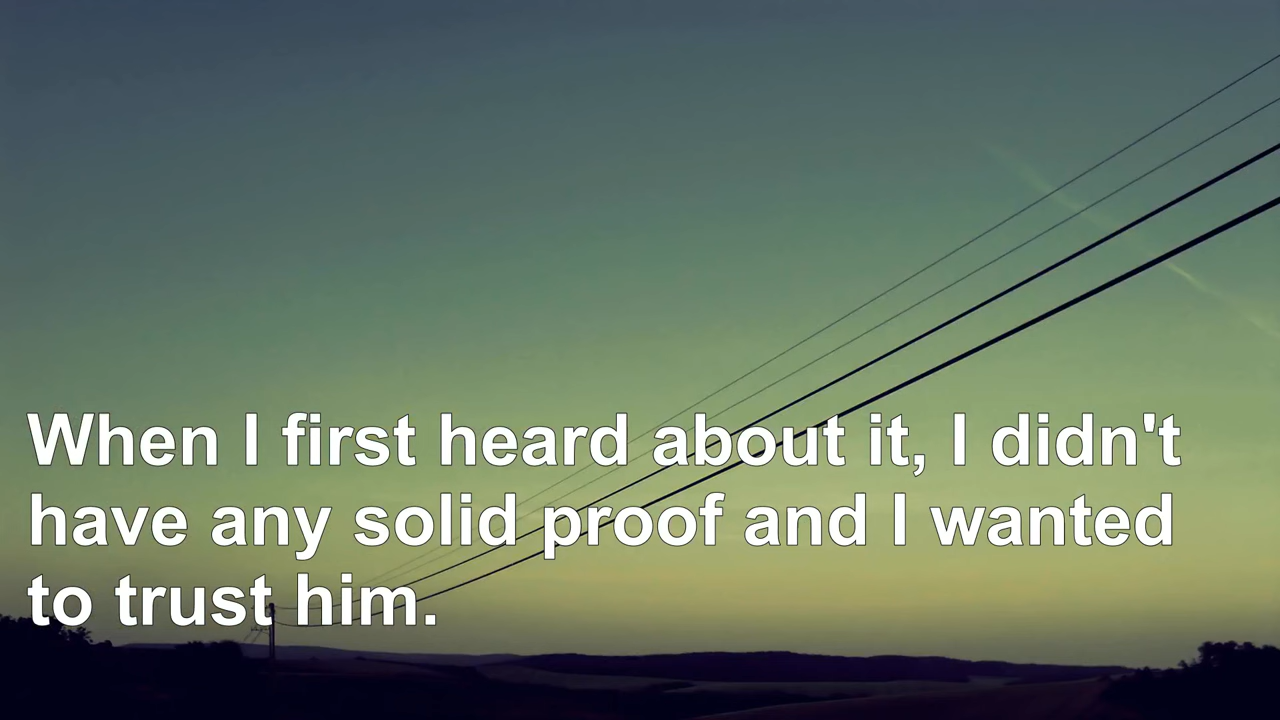 When I first heard about it, I didn't
have any solid proof and I wanted
to trust him.